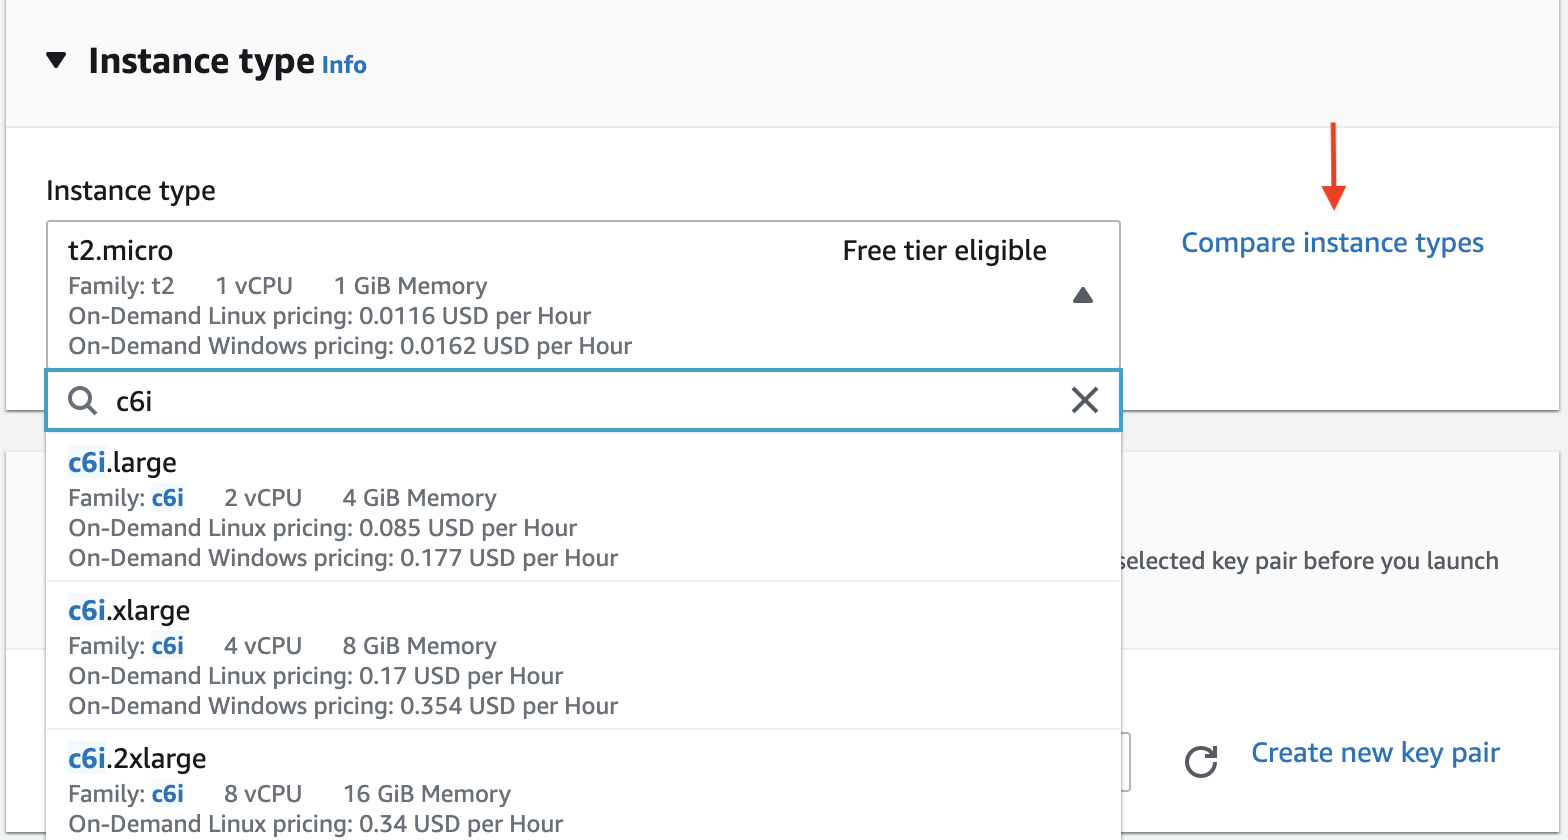 Instance type Info
Instance type
t2.micro Free tier eligible
Family: t2 1 vCPU 1 GiB Memory
On-Demand Linux pricing: 0.0116 USD per Hour
On-Demand Windows pricing: 0.0162 USD per Hour
Compare instance types
c6i
c6i.large
Family: c6i 2 vCPU 4 GiB Memory
On-Demand Linux pricing: 0.085 USD per Hour
On-Demand Windows pricing: 0.177 USD per Hour
selected key pair before you launch
c6i.xlarge
Family: c6i 4 vCPU 8 GiB Memory
On-Demand Linux pricing: 0.17 USD per Hour
On-Demand Windows pricing: 0.354 USD per Hour
c6i.2xlarge
Family: c6i 8 vCPU 16 GiB Memory
On-Demand Linux pricing: 0.34 USD per Hour
Create new key pair